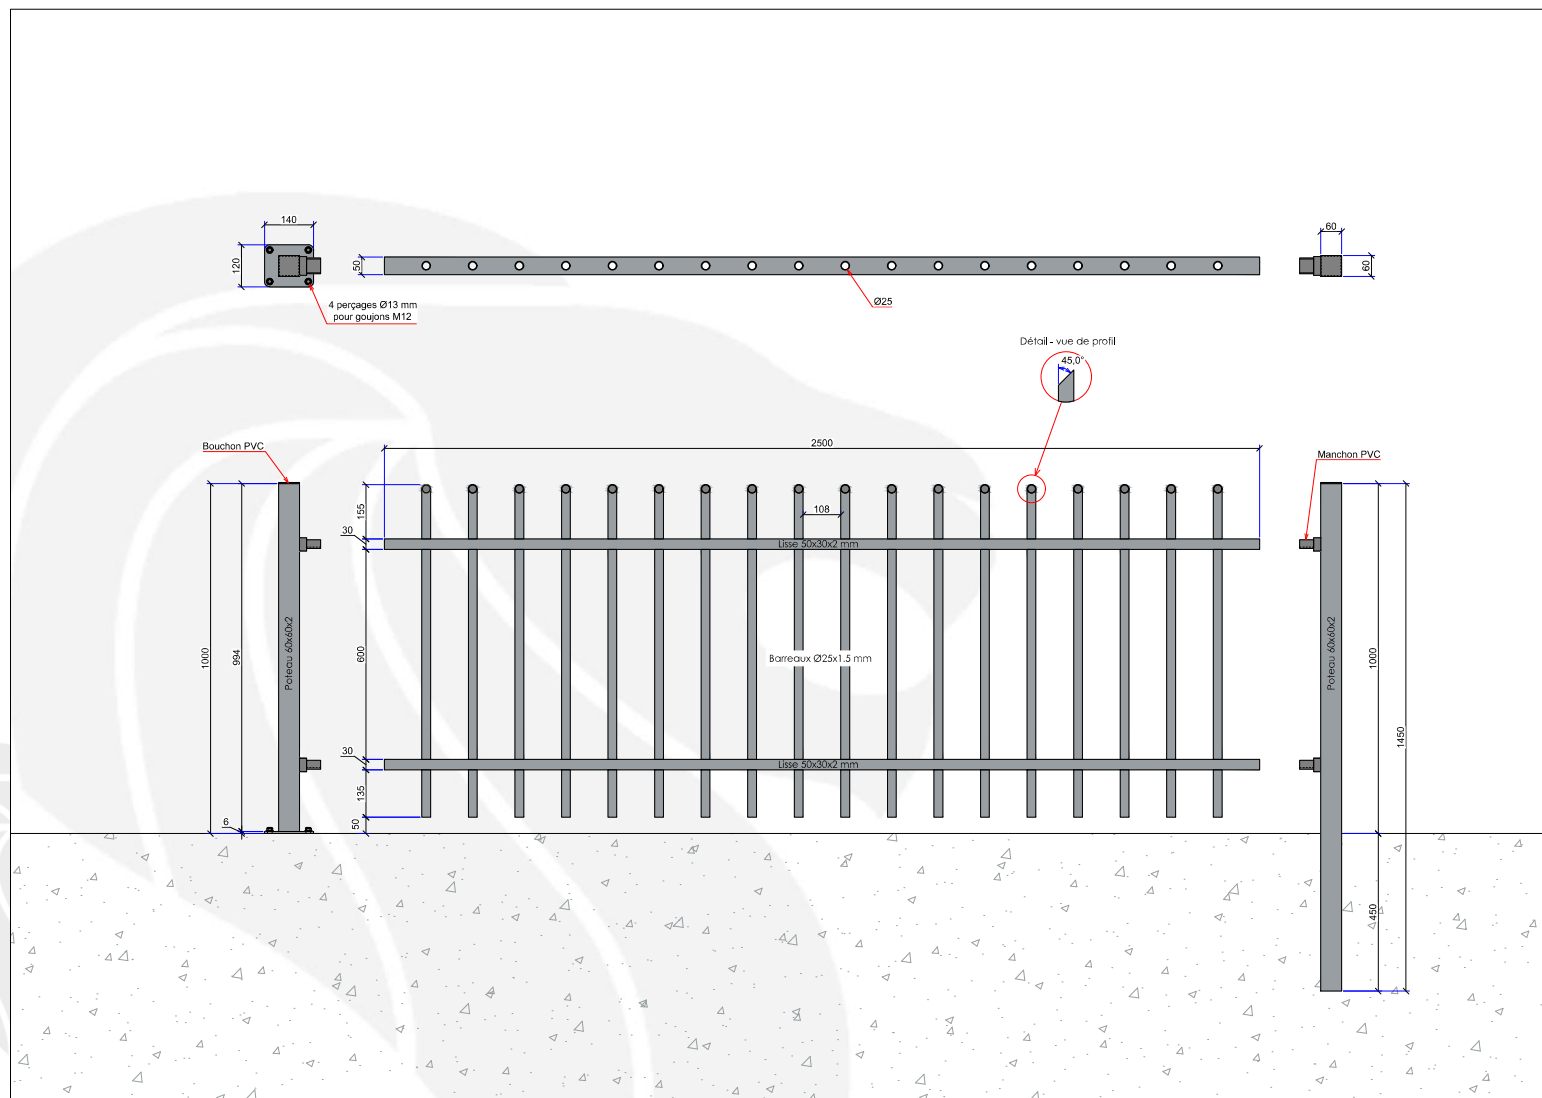 140
60
120
50
60
4 perçages Ø13 mm
pour goujons M12
Ø25
Détail - vue de profil
45,0°
Bouchon PVC
2500
Manchon PVC
155
108
30
Lisse 50x30x2 mm
1000
994
Poteau 60x60x2
600
Barreaux Ø25x1.5 mm
Poteau 60x60x2
1000
1450
30
Lisse 50x30x2 mm
135
6
50
450